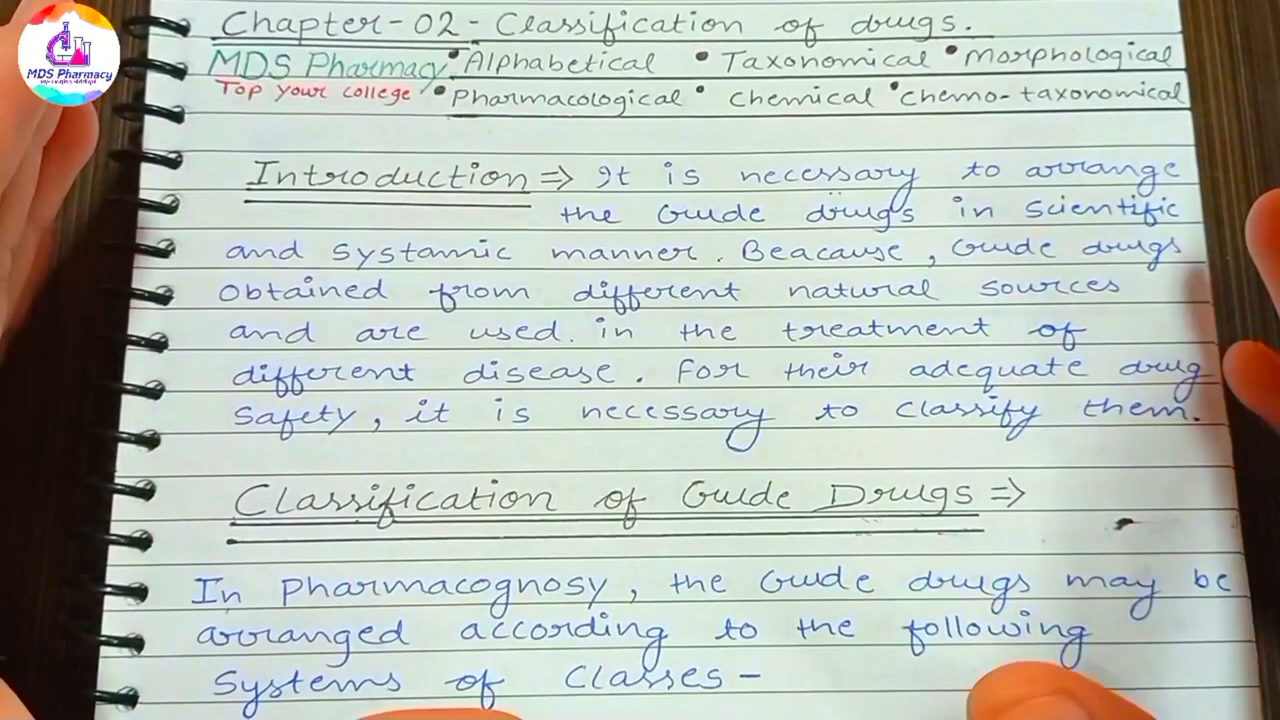 Chapter-02 - Classification of drugs.
MDS Pharmacy • Alphabetical • Taxonomical • Morphological
Top your college • Pharmacological • Chemical • Chemo-taxonomical
MDS Pharmacy
Introduction ⇒ It is necessary to arrange
the Crude drugs in Scientific
and Systamic manner. Beacause, Crude drugs
obtained from different natural sources
and are used in the treatment of
different disease. For their adequate drug
Safety, it is necessary to classify them.
Classification of Crude Drugs ⇒
In Pharmacognosy, the Crude drugs may be
arranged according to the following
Systems of Classes -